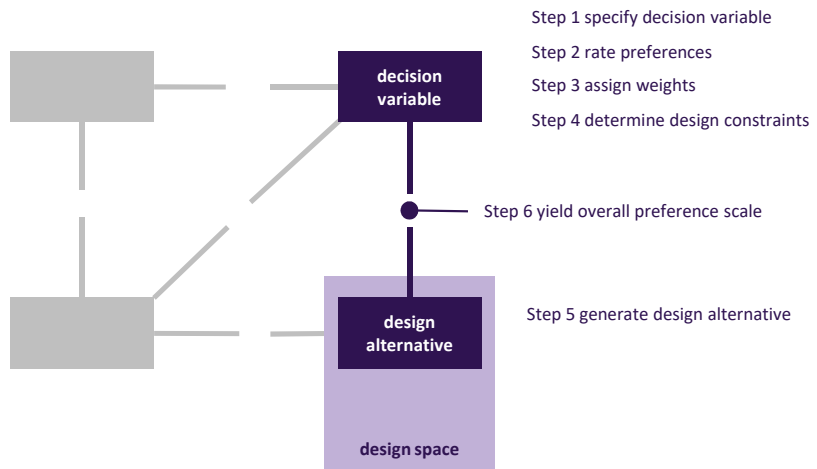 Step 1 specify decision variable
Step 2 rate preferences
decision
variable
Step 3 assign weights
Step 4 determine design constraints
Step 6 yield overall preference scale
design
alternative
Step 5 generate design alternative
design space